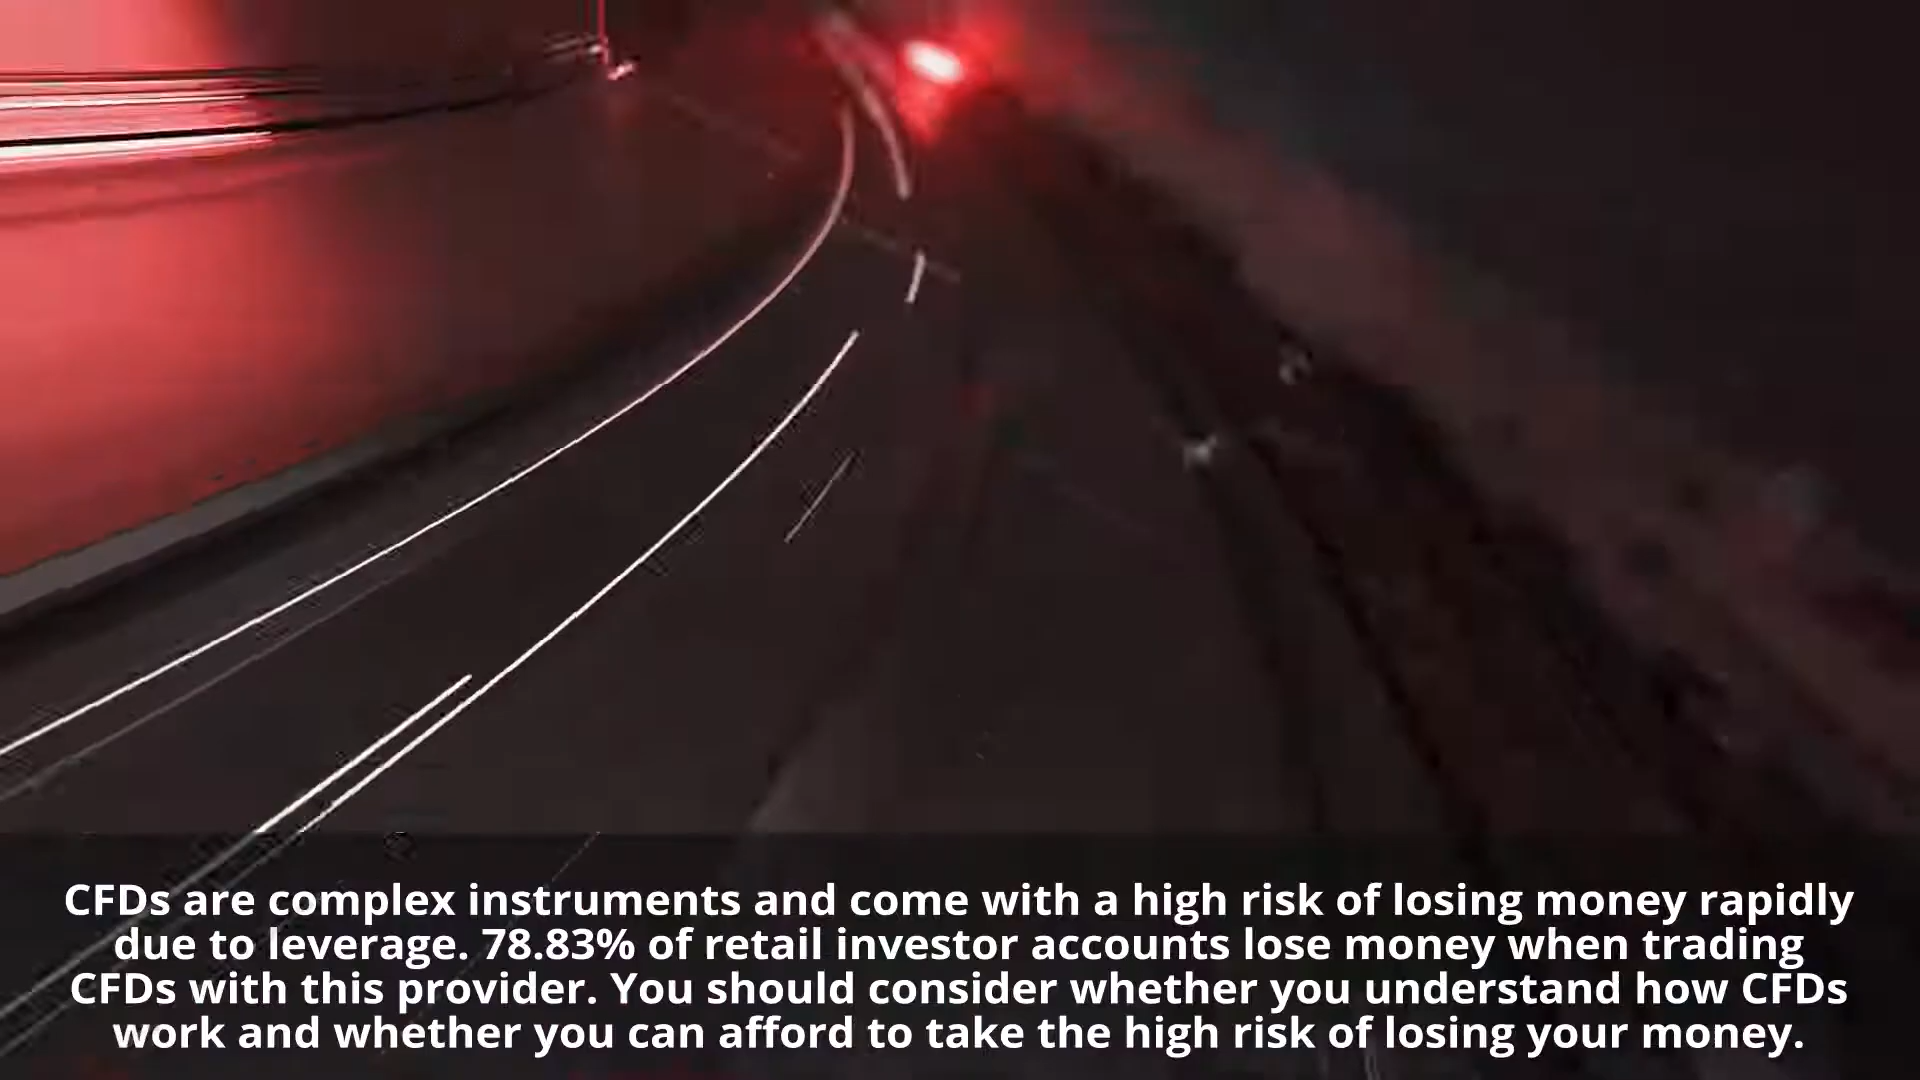 CFDs are complex instruments and come with a high risk of losing money rapidly
due to leverage. 78.83% of retail investor accounts lose money when trading
CFDs with this provider. You should consider whether you understand how CFDs
work and whether you can afford to take the high risk of losing your money.